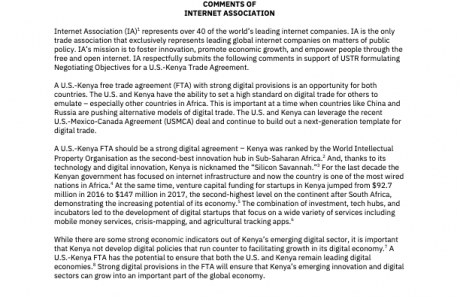 COMMENTS OF
INTERNET ASSOCIATION
Internet Association (IA)¹ represents over 40 of the world's leading internet companies. IA is the only
trade association that exclusively represents leading global internet companies on matters of public
policy. IA's mission is to foster innovation, promote economic growth, and empower people through the
free and open internet. IA respectfully submits the following comments in support of USTR formulating
Negotiating Objectives for a U.S.-Kenya Trade Agreement.
A U.S.-Kenya free trade agreement (FTA) with strong digital provisions is an opportunity for both
countries. The U.S. and Kenya have the ability to set a high standard on digital trade for others to
emulate – especially other countries in Africa. This is important at a time when countries like China and
Russia are pushing alternative models of digital trade. The U.S. and Kenya can leverage the recent
U.S.-Mexico-Canada Agreement (USMCA) deal and continue to build out a next-generation template for
digital trade.
A U.S.-Kenya FTA should be a strong digital agreement – Kenya was ranked by the World Intellectual
Property Organisation as the second-best innovation hub in Sub-Saharan Africa.² And, thanks to its
technology and digital innovation, Kenya is nicknamed the "Silicon Savannah."³ For the last decade the
Kenyan government has focused on internet infrastructure and now the country is one of the most wired
nations in Africa.⁴ At the same time, venture capital funding for startups in Kenya jumped from $92.7
million in 2016 to $147 million in 2017, the second-highest level on the continent after South Africa,
demonstrating the increasing potential of its economy.⁵ The combination of investment, tech hubs, and
incubators led to the development of digital startups that focus on a wide variety of services including
mobile money services, crisis-mapping, and agricultural tracking apps.⁶
While there are some strong economic indicators out of Kenya's emerging digital sector, it is important
that Kenya not develop digital policies that run counter to facilitating growth in its digital economy.⁷ A
U.S.-Kenya FTA has the potential to ensure that both the U.S. and Kenya remain leading digital
economies.⁸ Strong digital provisions in the FTA will ensure that Kenya's emerging innovation and digital
sectors can grow into an important part of the global economy.